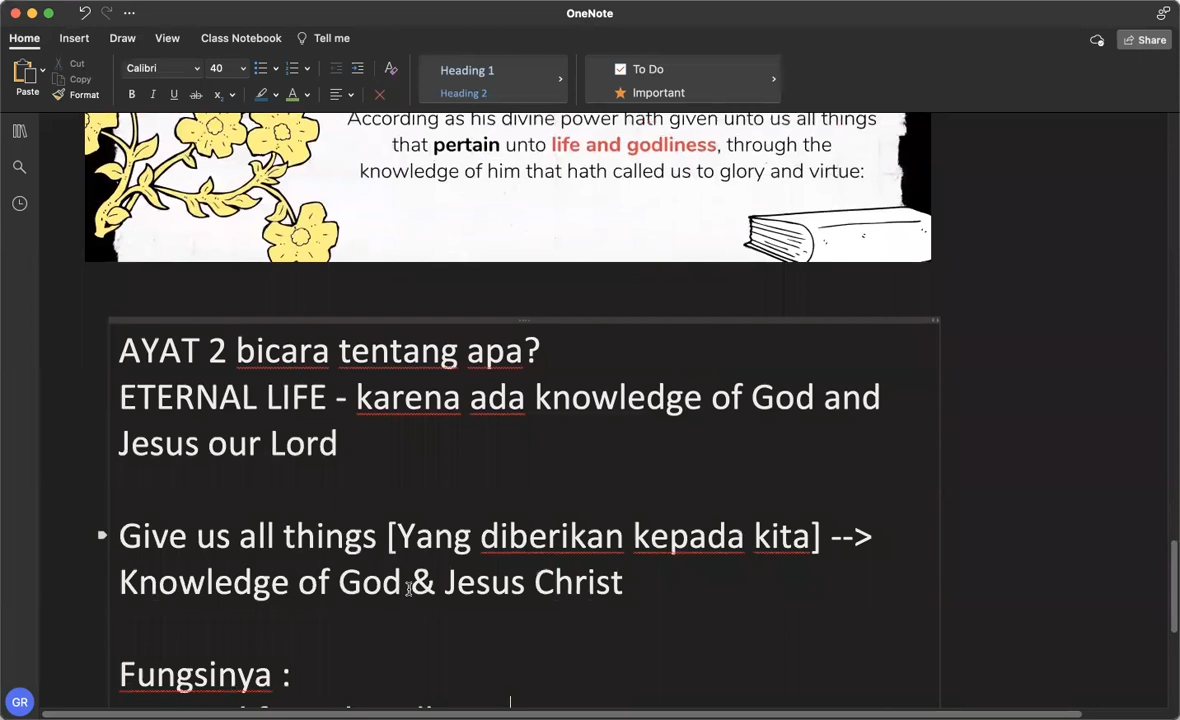 OneNote
Home Insert Draw View Class Notebook Tell me
Share
Paste
Cut
Copy
Format
Calibri 40
Heading 1
Heading 2
To Do
Important
According as his divine power hath given unto us all things
that pertain unto life and godliness, through the
knowledge of him that hath called us to glory and virtue:
AYAT 2 bicara tentang apa?
ETERNAL LIFE - karena ada knowledge of God and
Jesus our Lord
Give us all things [Yang diberikan kepada kita] -->
Knowledge of God & Jesus Christ
Fungsinya :
GR